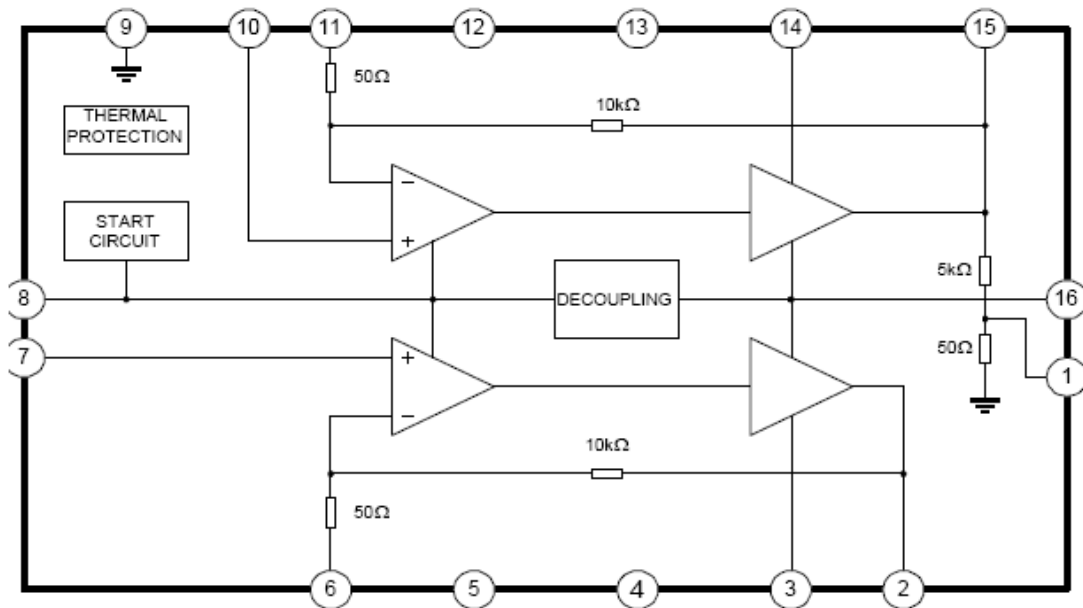 9
10
11
12
13
14
15
50Ω
10kΩ
THERMAL
PROTECTION
−
+
START
CIRCUIT
5kΩ
8
DECOUPLING
16
50Ω
7
+
−
1
10kΩ
50Ω
6
5
4
3
2